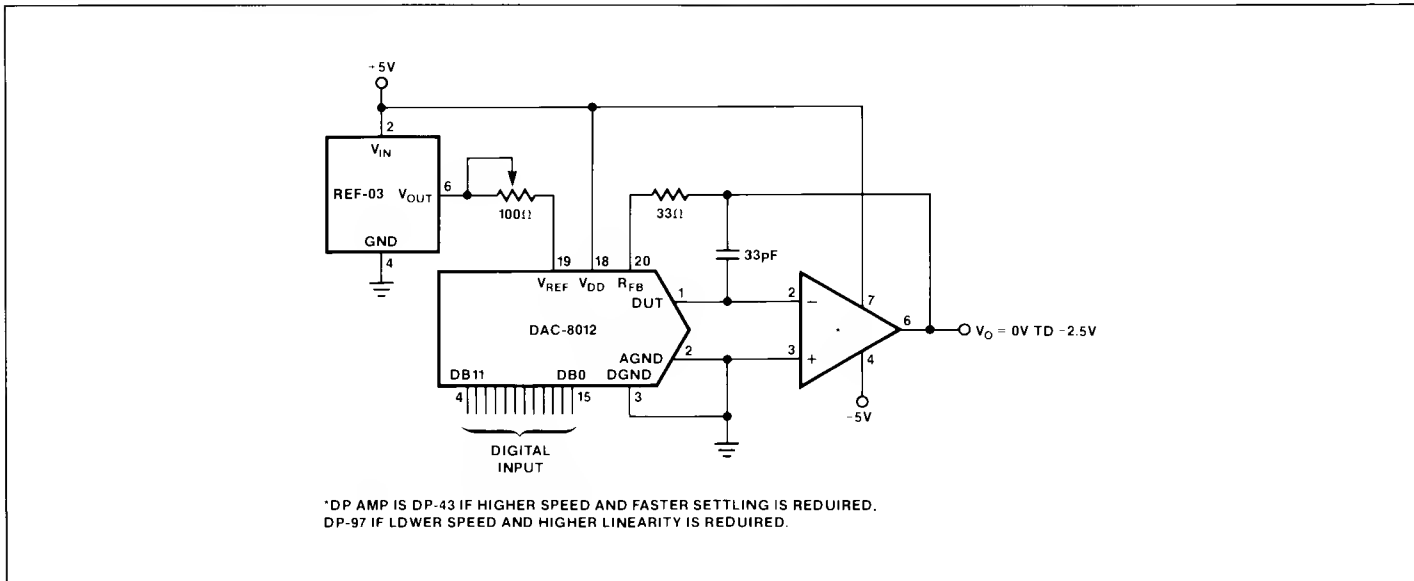 +5V
2
VIN
REF-03
VOUT
6
GND
4
100Ω
33Ω
33pF
19
18
20
VREF
VDD
RFB
DUT
1
DAC-8012
AGND
2
DB11
DB0
DGND
4
15
3
DIGITAL
INPUT
2
−
3
+
*
7
6
4
-5V
VO = 0V TD -2.5V
*DP AMP IS DP-43 IF HIGHER SPEED AND FASTER SETTLING IS REDUIRED.
DP-97 IF LDWER SPEED AND HIGHER LINEARITY IS REDUIRED.